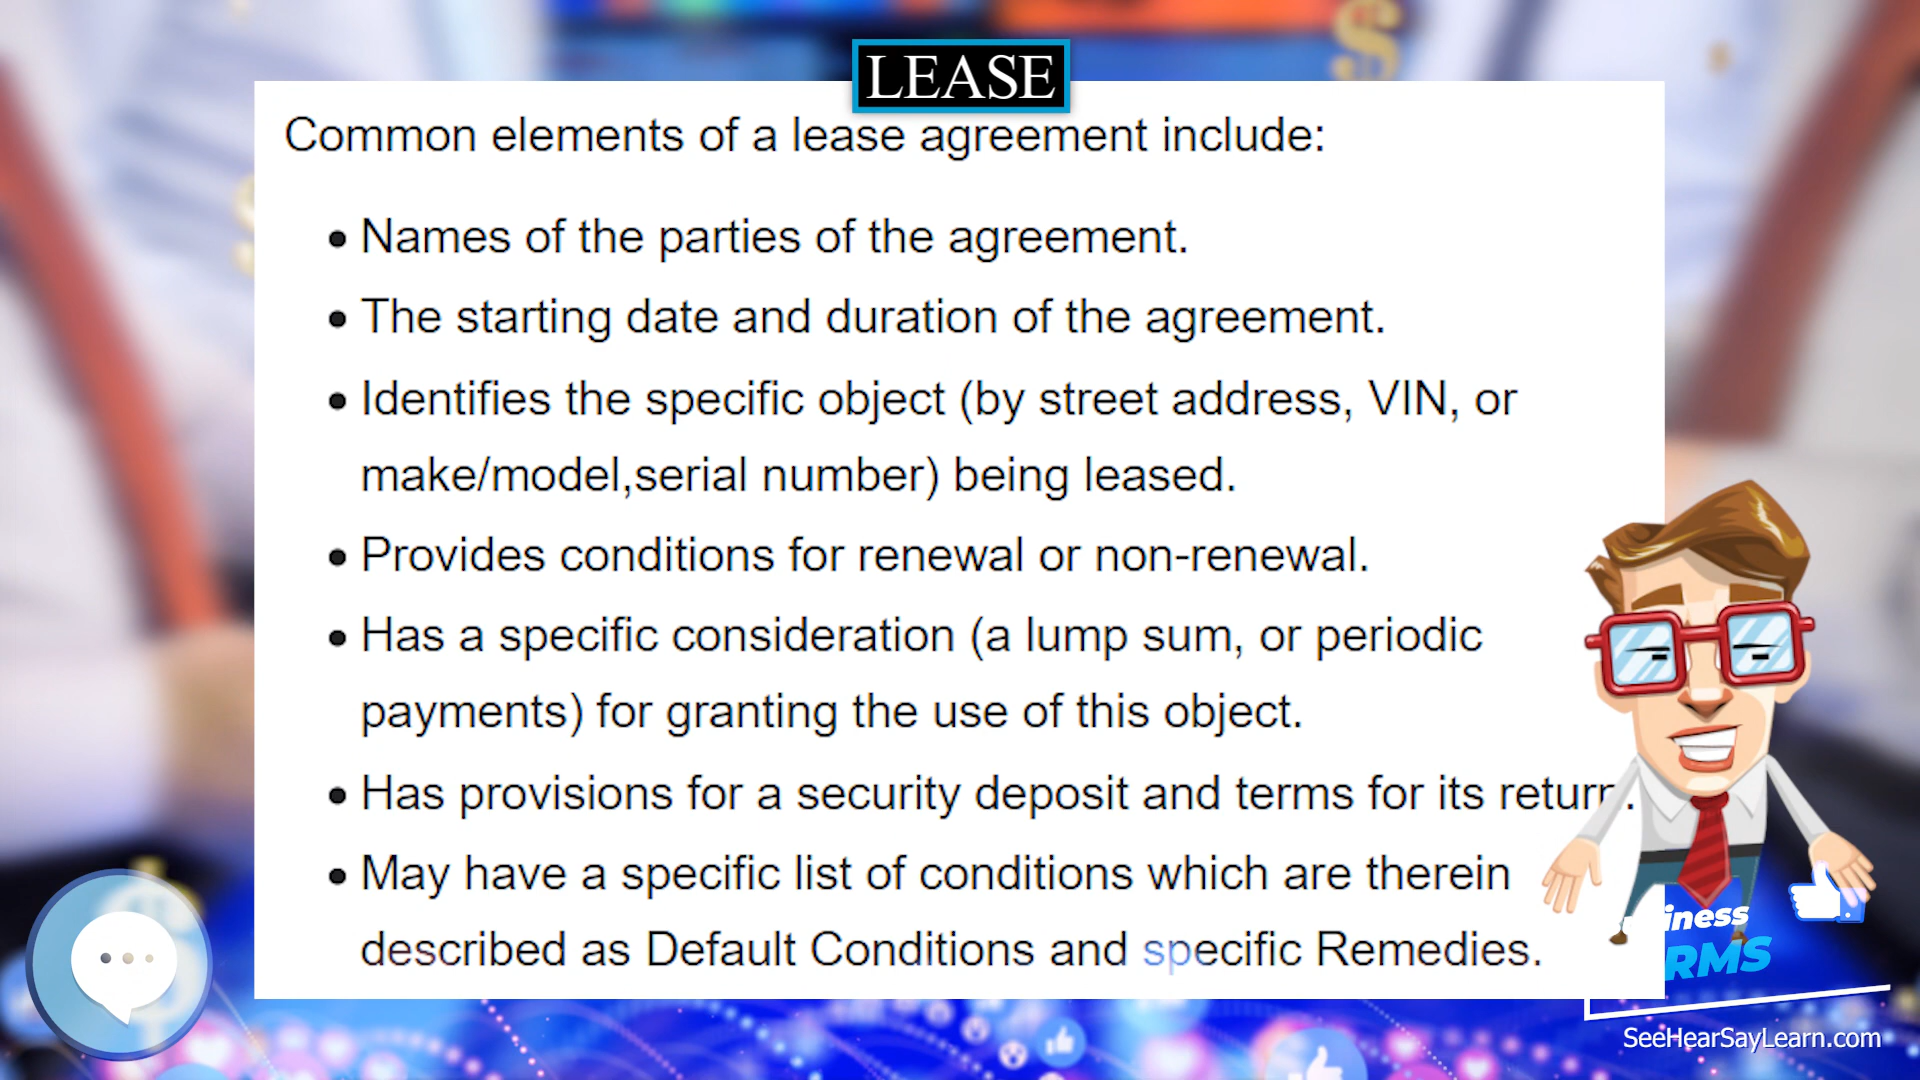 LEASE
Common elements of a lease agreement include:
• Names of the parties of the agreement.
• The starting date and duration of the agreement.
• Identifies the specific object (by street address, VIN, or
make/model,serial number) being leased.
• Provides conditions for renewal or non-renewal.
• Has a specific consideration (a lump sum, or periodic
payments) for granting the use of this object.
• Has provisions for a security deposit and terms for its return.
• May have a specific list of conditions which are therein
described as Default Conditions and specific Remedies.
SeeHearSayLearn.com